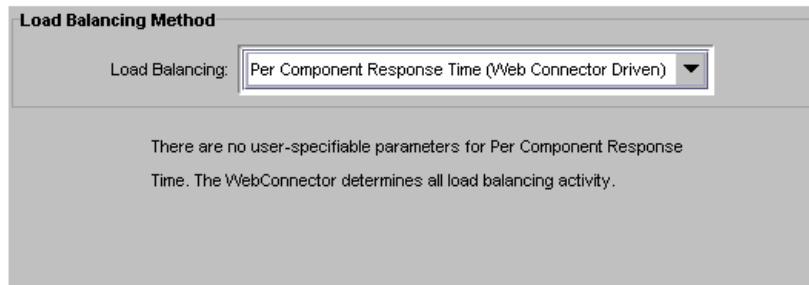 Load Balancing Method
Load Balancing: Per Component Response Time (Web Connector Driven)
There are no user-specifiable parameters for Per Component Response
Time. The WebConnector determines all load balancing activity.